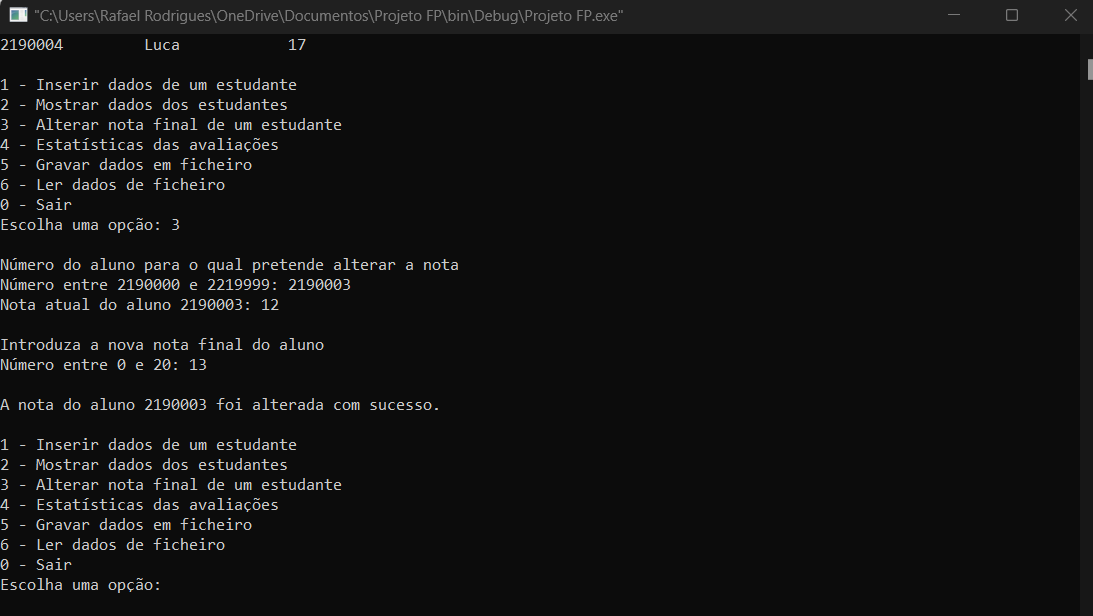 "C:\Users\Rafael Rodrigues\OneDrive\Documentos\Projeto FP\bin\Debug\Projeto FP.exe"
2190004 Luca 17
1 - Inserir dados de um estudante
2 - Mostrar dados dos estudantes
3 - Alterar nota final de um estudante
4 - Estatísticas das avaliações
5 - Gravar dados em ficheiro
6 - Ler dados de ficheiro
0 - Sair
Escolha uma opção: 3
Número do aluno para o qual pretende alterar a nota
Número entre 2190000 e 2219999: 2190003
Nota atual do aluno 2190003: 12
Introduza a nova nota final do aluno
Número entre 0 e 20: 13
A nota do aluno 2190003 foi alterada com sucesso.
1 - Inserir dados de um estudante
2 - Mostrar dados dos estudantes
3 - Alterar nota final de um estudante
4 - Estatísticas das avaliações
5 - Gravar dados em ficheiro
6 - Ler dados de ficheiro
0 - Sair
Escolha uma opção: